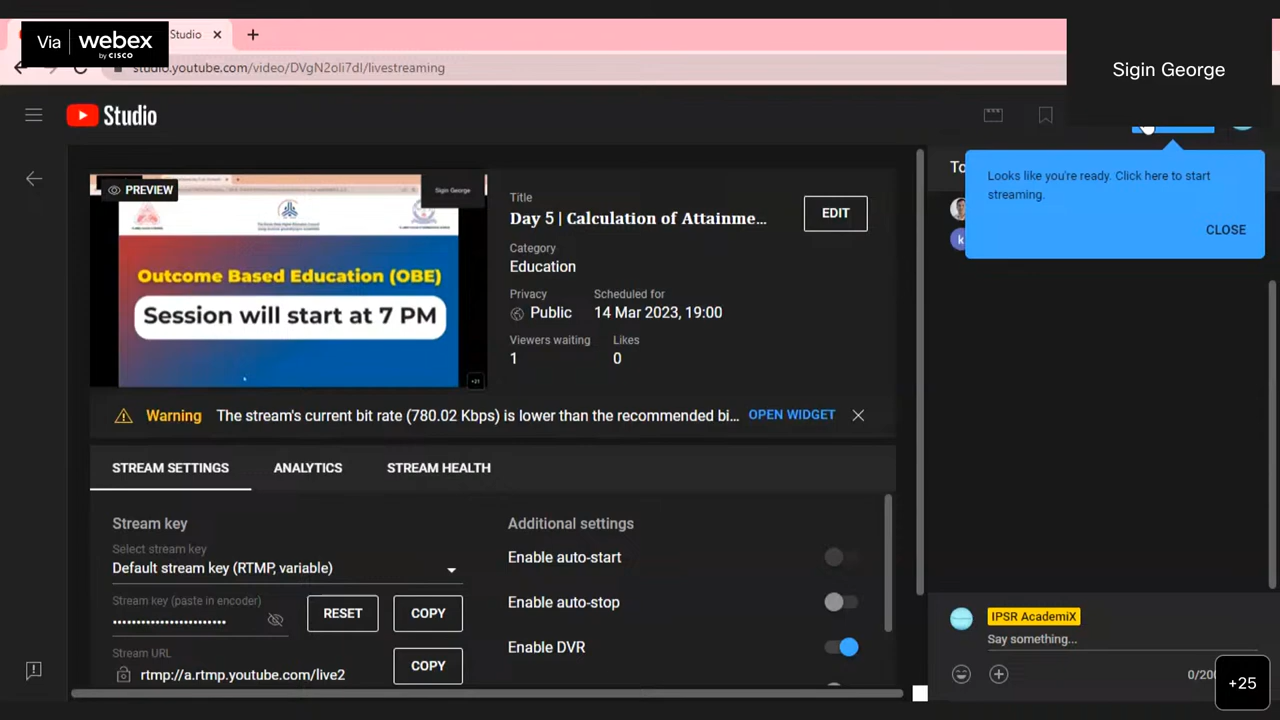 Via webex
by CISCO
Studio
studio.youtube.com/video/DVgN2oIi7dI/livestreaming
Sigin George
Studio
PREVIEW
Sigin George
Outcome Based Education (OBE)
Session will start at 7 PM
+21
Title
Day 5 | Calculation of Attainme...
EDIT
Category
Education
Privacy
Public
Scheduled for
14 Mar 2023, 19:00
Viewers waiting
1
Likes
0
Looks like you're ready. Click here to start
streaming.
CLOSE
To
k
Warning The stream's current bit rate (780.02 Kbps) is lower than the recommended bi... OPEN WIDGET
STREAM SETTINGS ANALYTICS STREAM HEALTH
Stream key
Select stream key
Default stream key (RTMP, variable)
Stream key (paste in encoder)
RESET COPY
Stream URL
rtmp://a.rtmp.youtube.com/live2
COPY
Additional settings
Enable auto-start
Enable auto-stop
Enable DVR
IPSR AcademiX
Say something...
0/200
+25